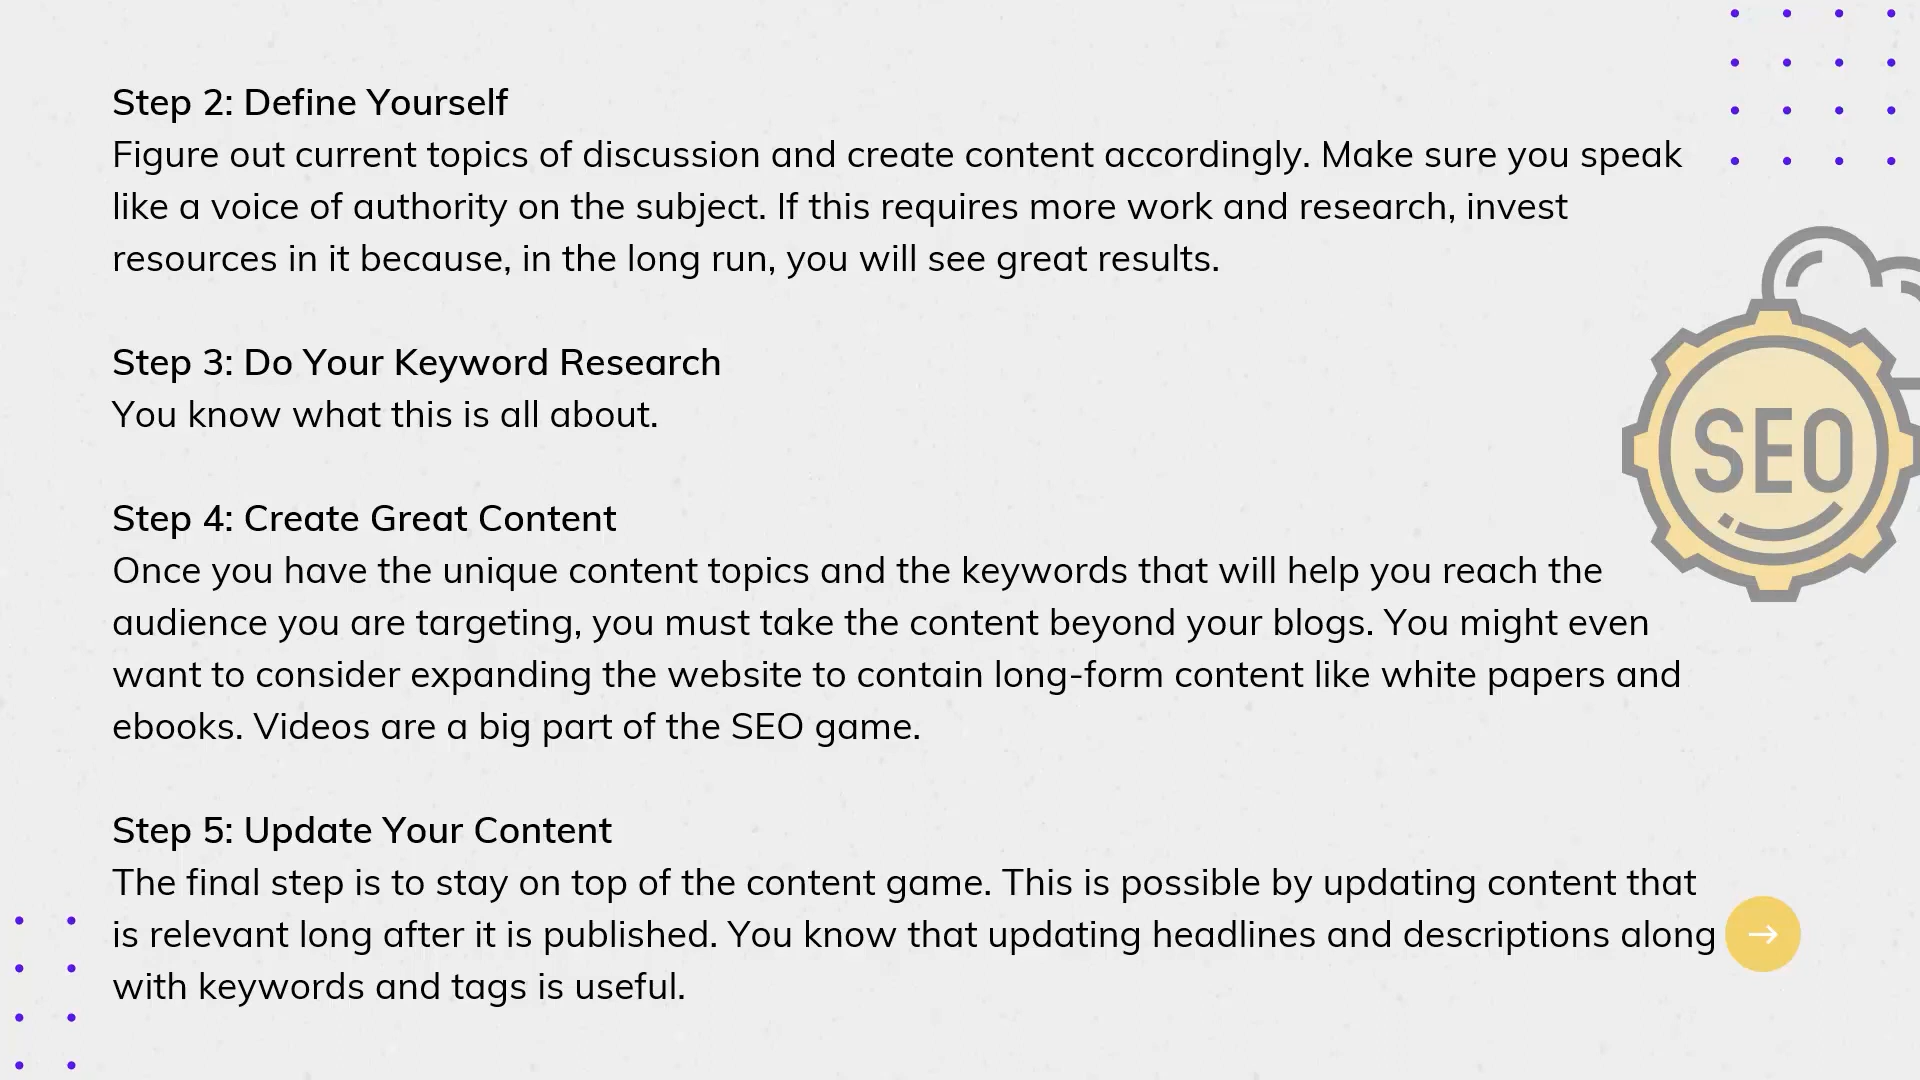 Step 2: Define Yourself
Figure out current topics of discussion and create content accordingly. Make sure you speak
like a voice of authority on the subject. If this requires more work and research, invest
resources in it because, in the long run, you will see great results.
Step 3: Do Your Keyword Research
You know what this is all about.
SEO
Step 4: Create Great Content
Once you have the unique content topics and the keywords that will help you reach the
audience you are targeting, you must take the content beyond your blogs. You might even
want to consider expanding the website to contain long-form content like white papers and
ebooks. Videos are a big part of the SEO game.
Step 5: Update Your Content
The final step is to stay on top of the content game. This is possible by updating content that
is relevant long after it is published. You know that updating headlines and descriptions along
with keywords and tags is useful.